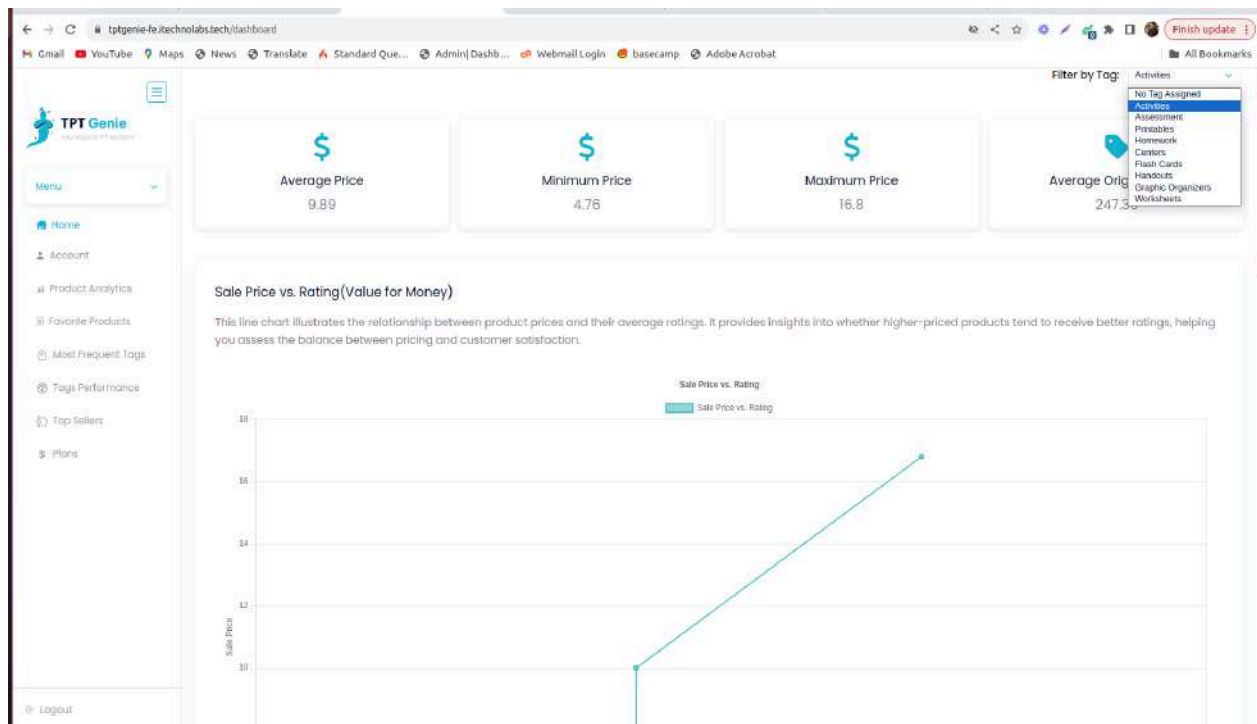 tptgenie-fe.itechnolabs.tech/dashboard
Finish update
Gmail YouTube Maps News Translate Standard Que... Admin| Dashb... Webmail Login basecamp Adobe Acrobat
All Bookmarks
Filter by Tag: Activities
No Tag Assigned
Activities
Assessment
Printables
Homework
Centers
Flash Cards
Handouts
Graphic Organizers
Worksheets
TPT Genie
Menu
Home
Account
Product Analytics
Favorite Products
Most Frequent Tags
Tags Performance
Top Sellers
$ Plans
Logout
$ $ $
Average Price Minimum Price Maximum Price Average Orig
9.89 4.76 16.8 247.3
Sale Price vs. Rating(Value for Money)
This line chart illustrates the relationship between product prices and their average ratings. It provides insights into whether higher-priced products tend to receive better ratings, helping
you assess the balance between pricing and customer satisfaction.
Sale Price vs. Rating
Sale Price vs. Rating
18
16
14
12
10
Sale Price